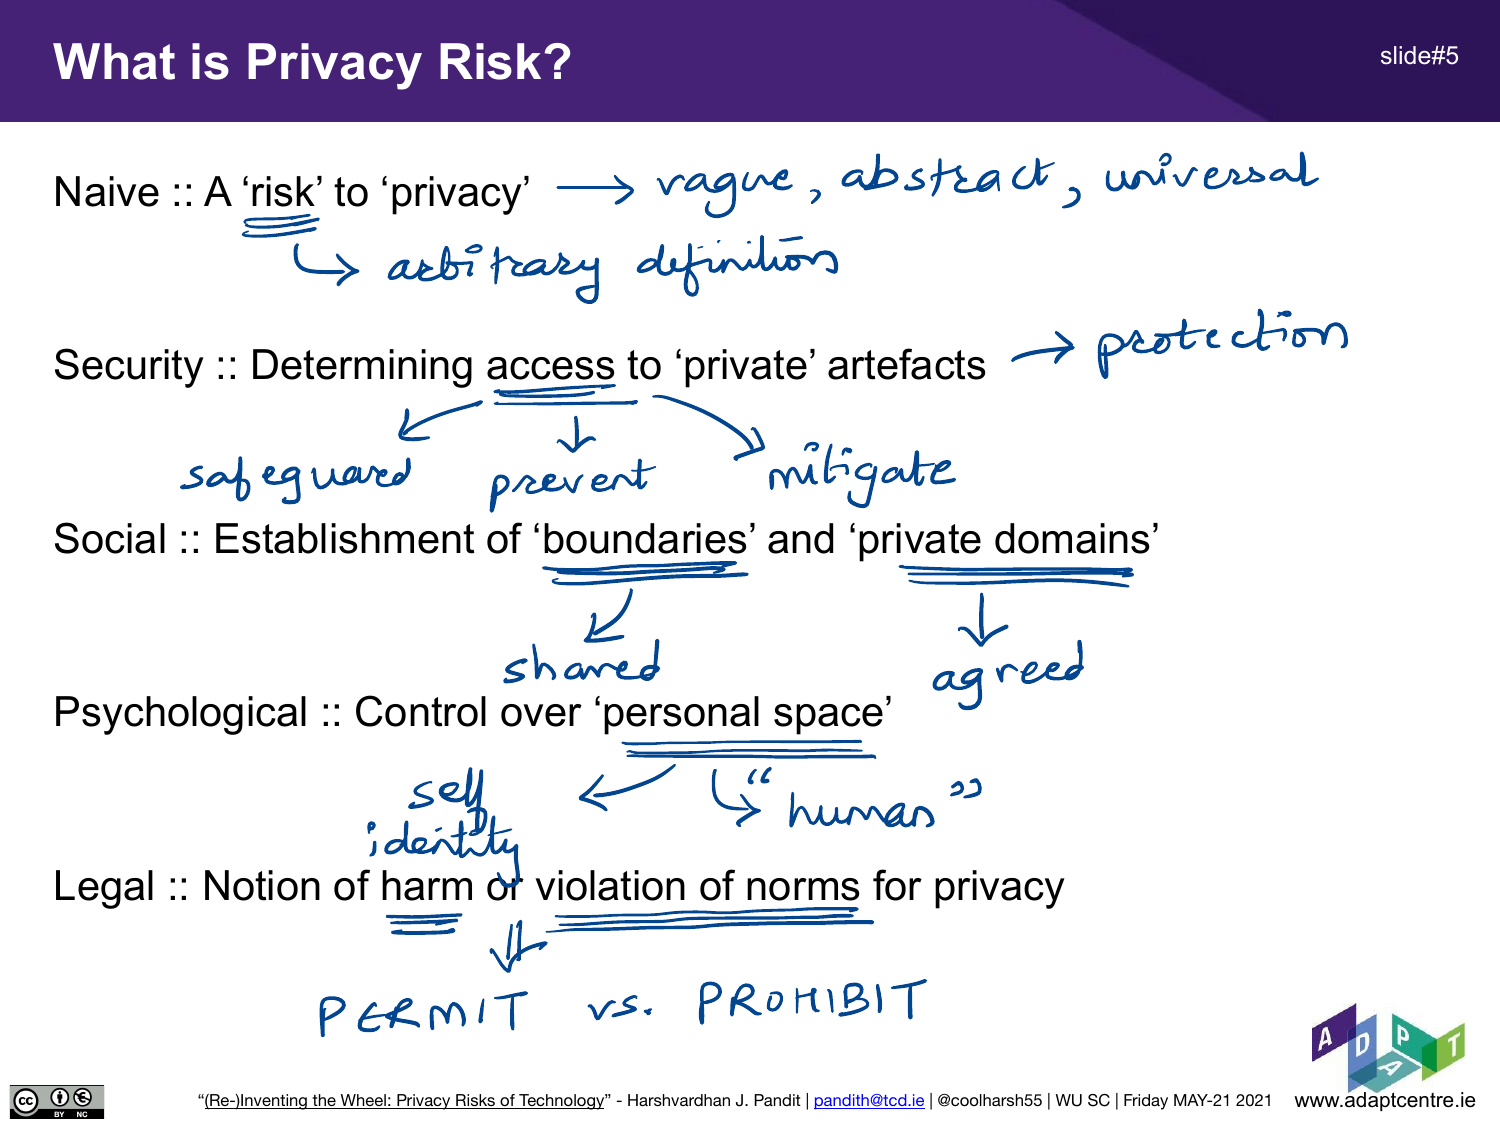 What is Privacy Risk?
slide#5
Naive :: A ‘risk’ to ‘privacy’ → vague, abstract, universal
↳ arbitrary definitions
Security :: Determining access to ‘private’ artefacts → protection
safeguard prevent mitigate
Social :: Establishment of ‘boundaries’ and ‘private domains’
shared agreed
Psychological :: Control over ‘personal space’
self “human”
identity
Legal :: Notion of harm or violation of norms for privacy
PERMIT vs. PROHIBIT
ADAPT
cc BY NC
“(Re-)Inventing the Wheel: Privacy Risks of Technology” - Harshvardhan J. Pandit | pandith@tcd.ie | @coolharsh55 | WU SC | Friday MAY-21 2021
www.adaptcentre.ie